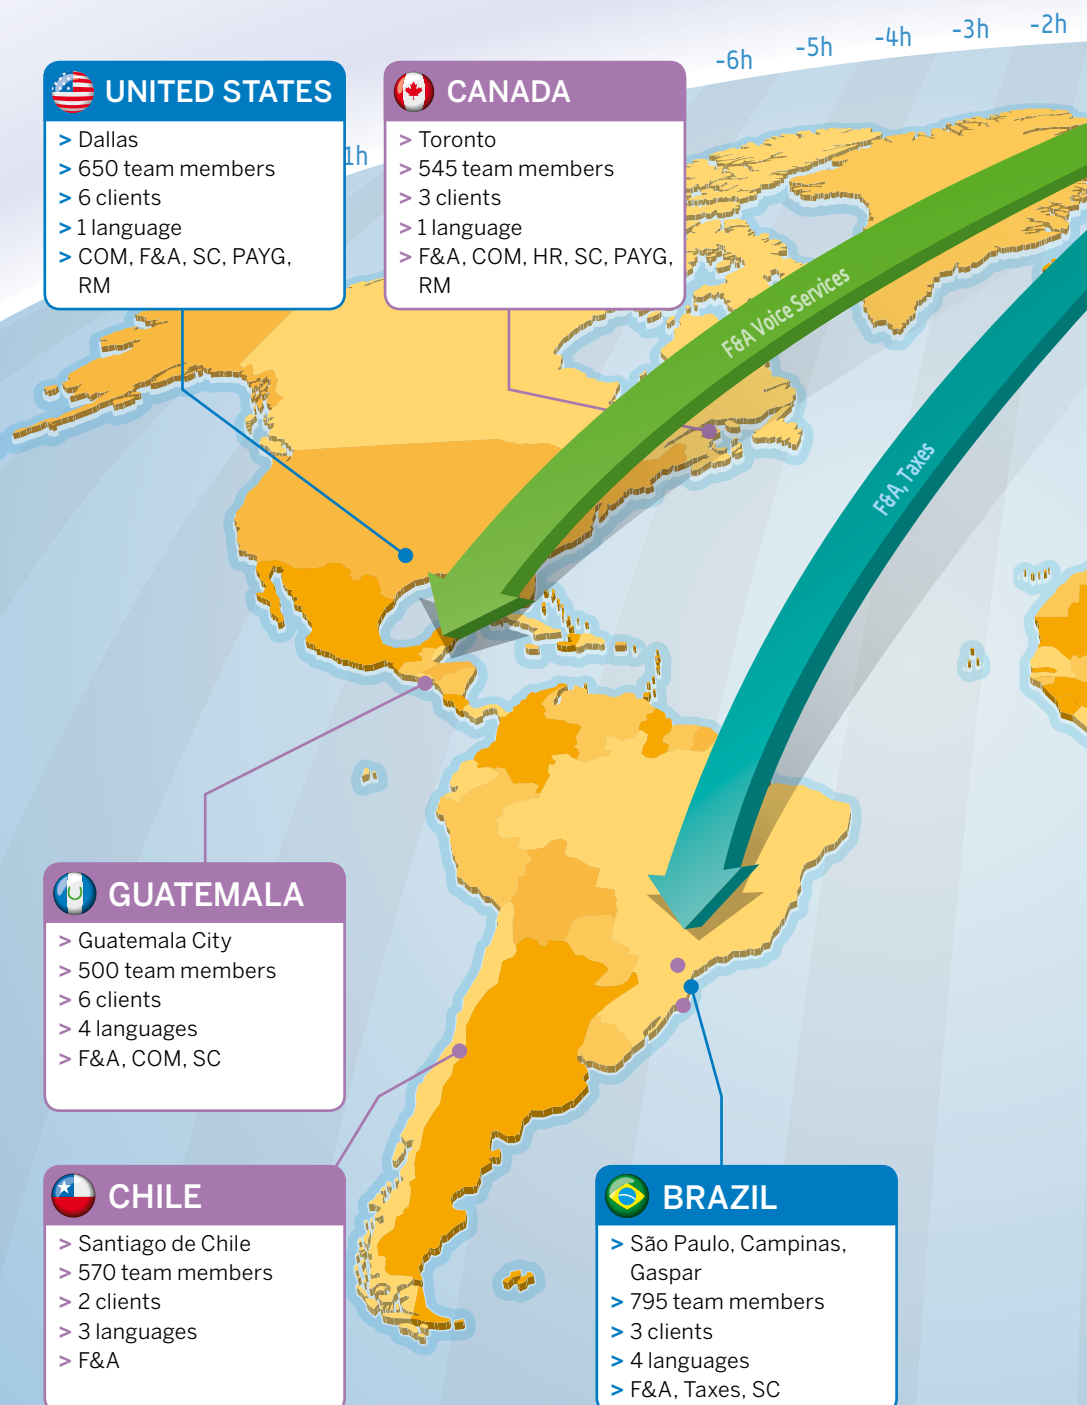 -6h
-5h
-4h
-3h
-2h
UNITED STATES
> Dallas
> 650 team members
> 6 clients
> 1 language
> COM, F&A, SC, PAYG,
RM
1h
CANADA
> Toronto
> 545 team members
> 3 clients
> 1 language
> F&A, COM, HR, SC, PAYG,
RM
F&A Voice Services
F&A, Taxes
GUATEMALA
> Guatemala City
> 500 team members
> 6 clients
> 4 languages
> F&A, COM, SC
CHILE
> Santiago de Chile
> 570 team members
> 2 clients
> 3 languages
> F&A
BRAZIL
> São Paulo, Campinas,
Gaspar
> 795 team members
> 3 clients
> 4 languages
> F&A, Taxes, SC